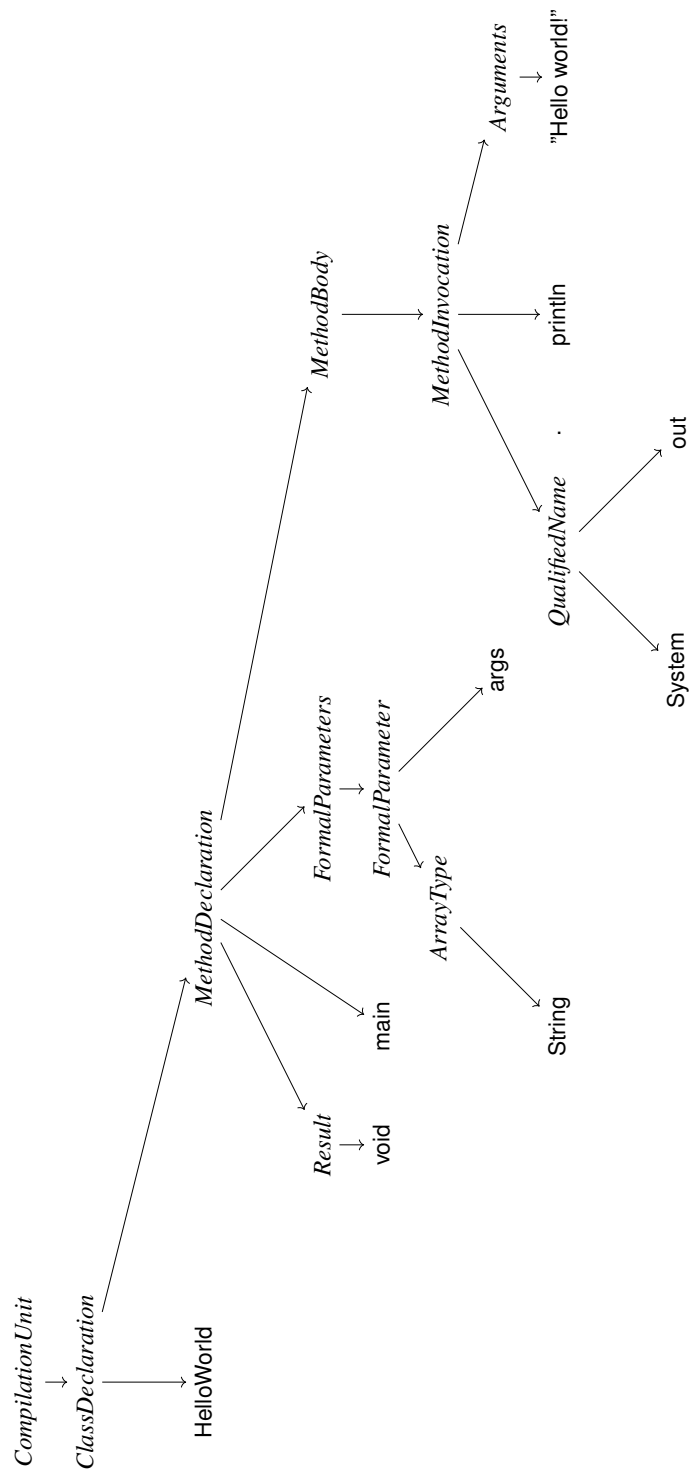 CompilationUnit
ClassDeclaration
HelloWorld
MethodDeclaration
Result
void
main
FormalParameters
FormalParameter
ArrayType
String
args
MethodBody
MethodInvocation
QualifiedName
System
out
.
println
Arguments
”Hello world!”